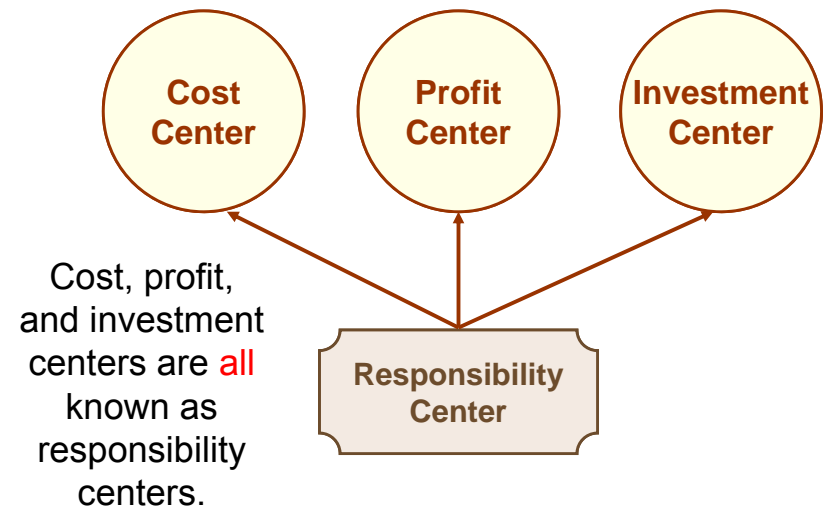 Cost
Center
Profit
Center
Investment
Center
Cost, profit,
and investment
centers are all
known as
responsibility
centers.
Responsibility
Center